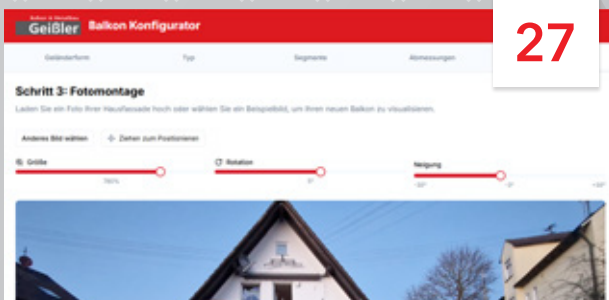 Geißler Balkon Konfigurator
27
Geländerform Typ Segmente Abmessungen
Schritt 3: Fotomontage
Laden Sie ein Foto Ihrer Hausfassade hoch oder wählen Sie ein Beispielbild, um Ihren neuen Balkon zu visualisieren.
Anderes Bild wählen Ziehen zum Positionieren
Größe Rotation Neigung